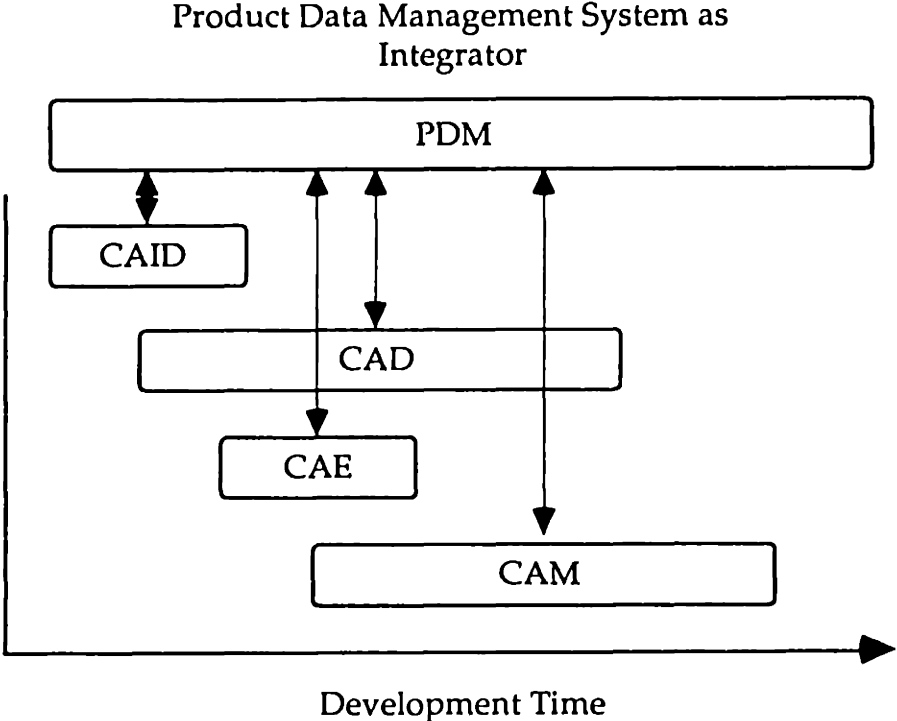 Product Data Management System as
Integrator
PDM
CAID
CAD
CAE
CAM
Development Time